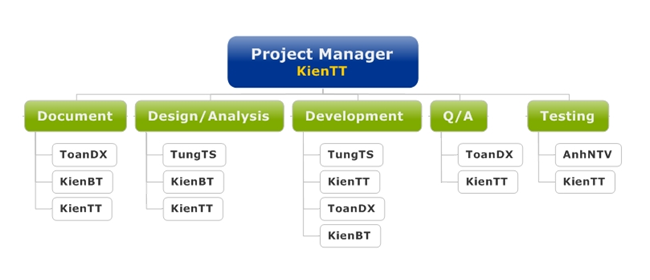 Project Manager
KienTT
Document
ToanDX
KienBT
KienTT
Design/Analysis
TungTS
KienBT
KienTT
Development
TungTS
KienTT
ToanDX
KienBT
Q/A
ToanDX
KienTT
Testing
AnhNTV
KienTT